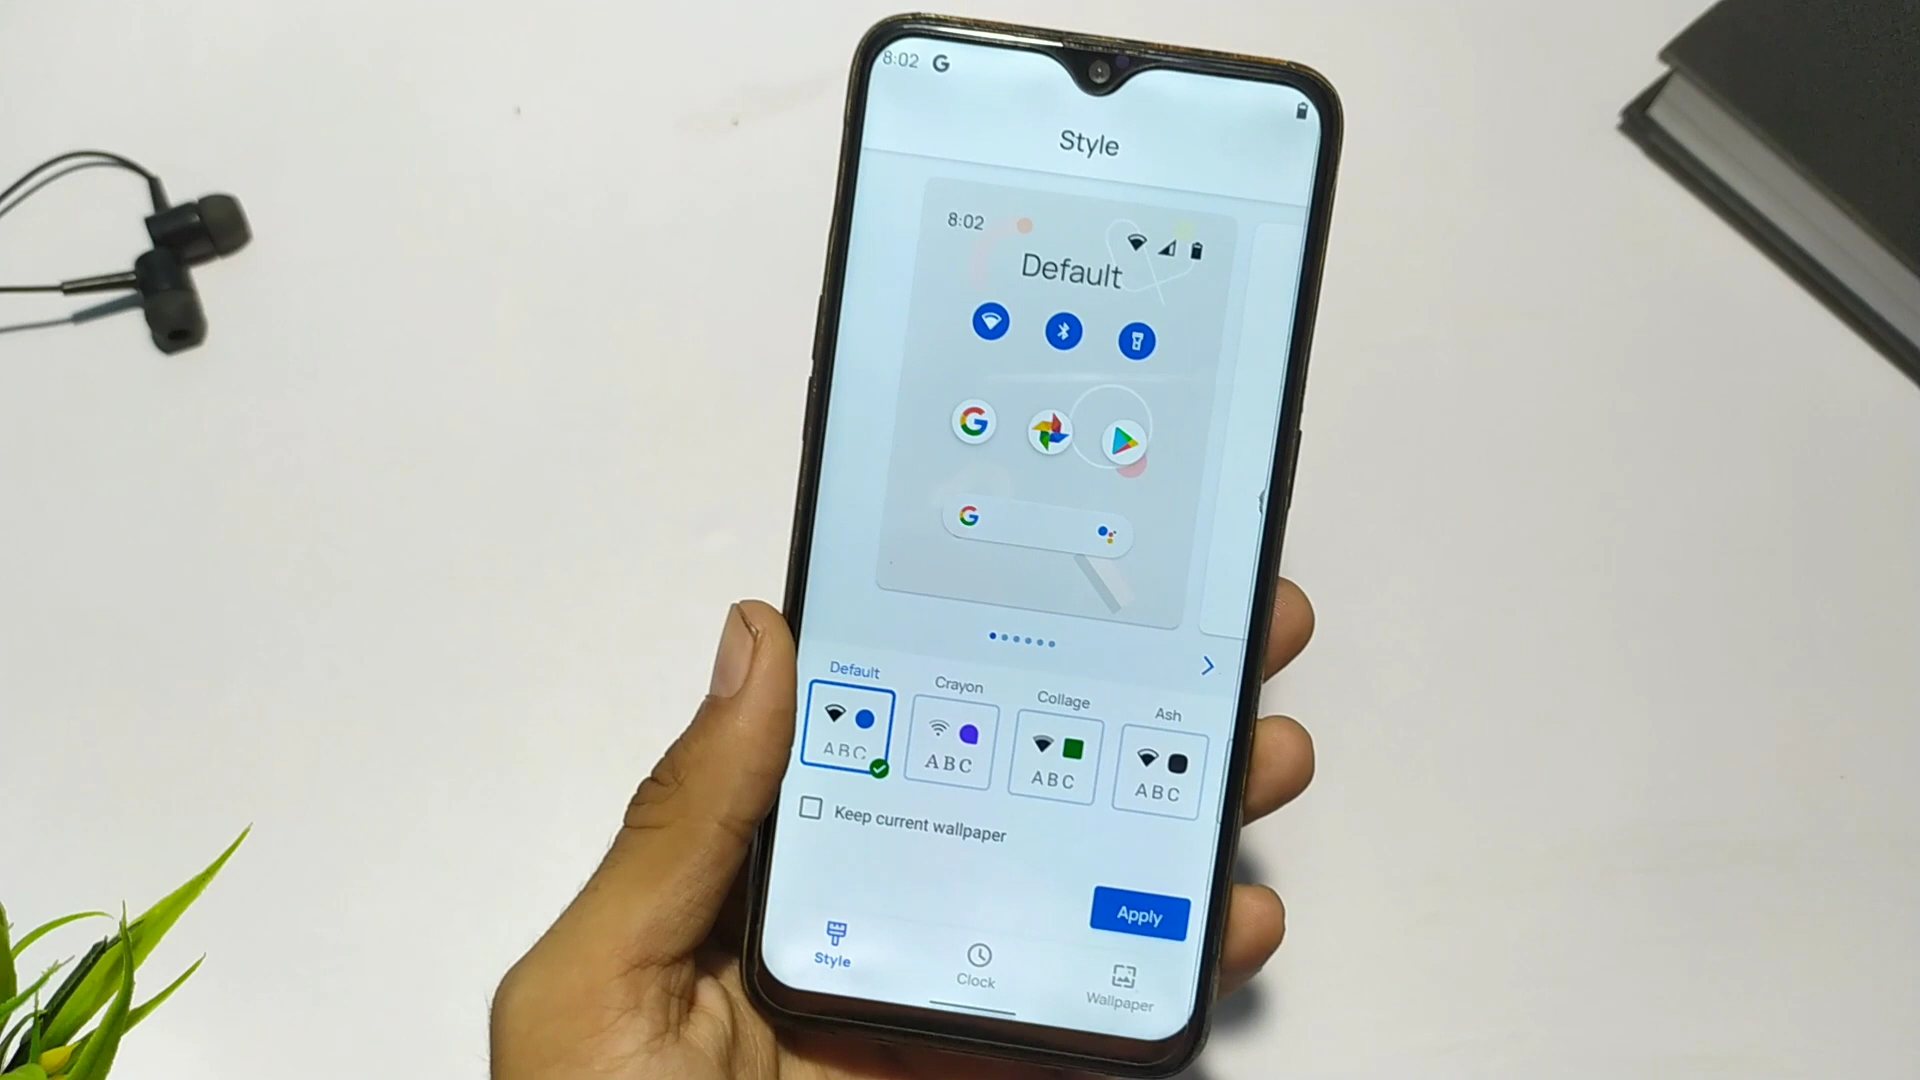 8:02 G
Style
8:02
Default
G
G
Default
Crayon
Collage
Ash
ABC
ABC
ABC
ABC
Keep current wallpaper
Apply
Style
Clock
Wallpaper